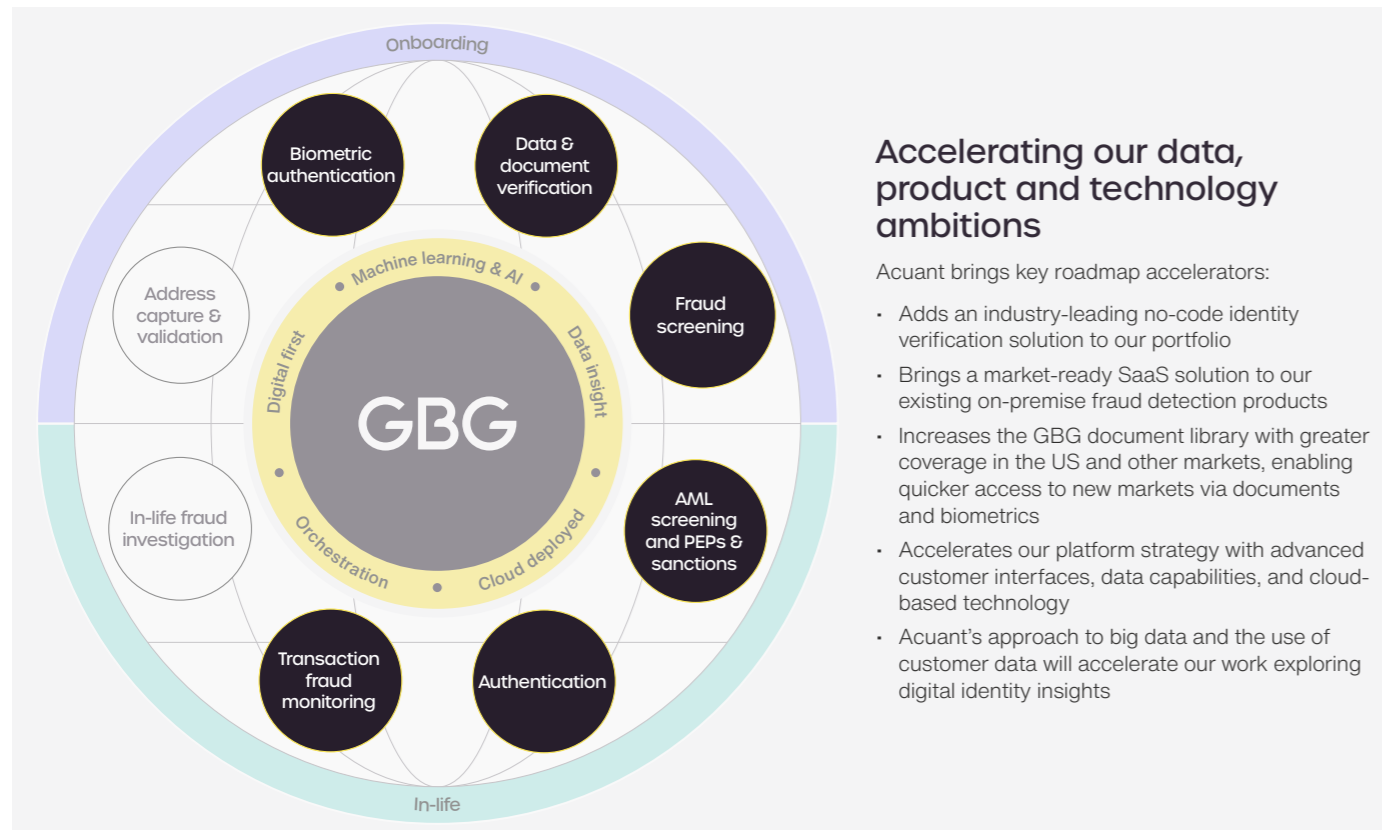 Onboarding
Biometric
authentication
Data &
document
verification
Address
capture &
validation
Fraud
screening
Machine learning & AI
Digital first
Data insight
GBG
Orchestration
Cloud deployed
In-life fraud
investigation
AML
screening
and PEPs &
sanctions
Transaction
fraud
monitoring
Authentication
In-life
Accelerating our data,
product and technology
ambitions
Acuant brings key roadmap accelerators:
· Adds an industry-leading no-code identity
verification solution to our portfolio
· Brings a market-ready SaaS solution to our
existing on-premise fraud detection products
· Increases the GBG document library with greater
coverage in the US and other markets, enabling
quicker access to new markets via documents
and biometrics
· Accelerates our platform strategy with advanced
customer interfaces, data capabilities, and cloud-
based technology
· Acuant’s approach to big data and the use of
customer data will accelerate our work exploring
digital identity insights